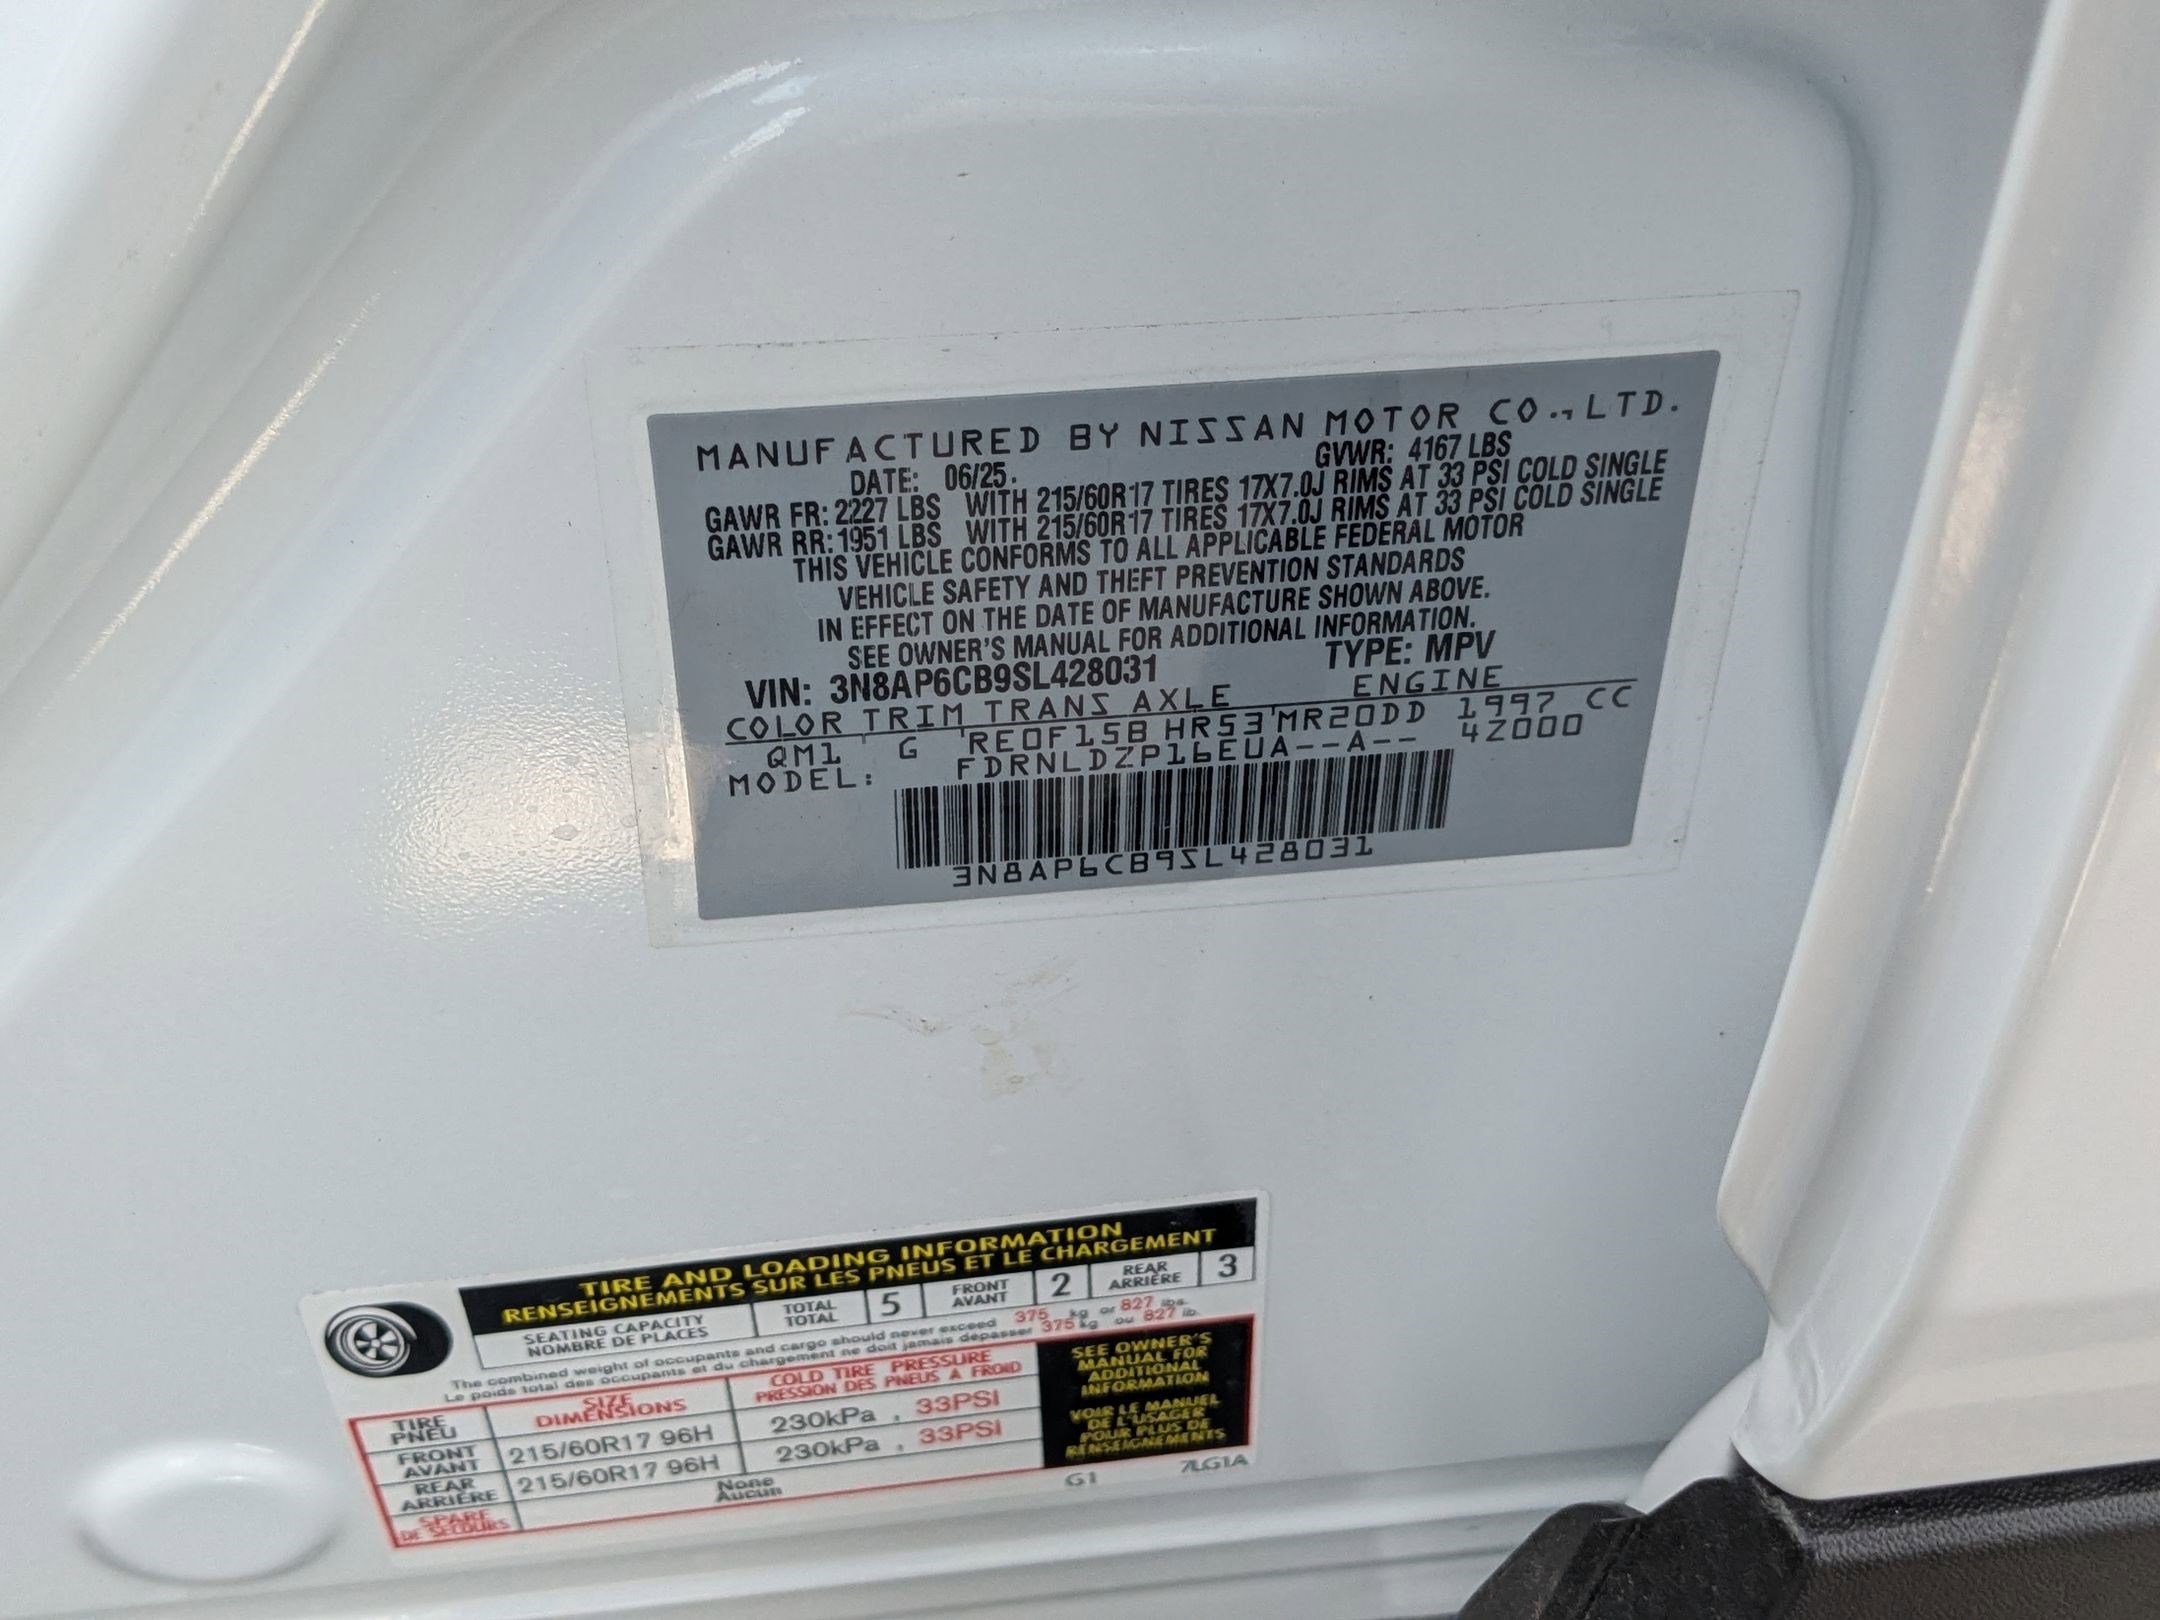 MANUFACTURED BY NISSAN MOTOR CO.,LTD.
DATE: 06/25. GVWR: 4167 LBS
GAWR FR: 2227 LBS WITH 215/60R17 TIRES 17X7.0J RIMS AT 33 PSI COLD SINGLE
GAWR RR: 1951 LBS WITH 215/60R17 TIRES 17X7.0J RIMS AT 33 PSI COLD SINGLE
THIS VEHICLE CONFORMS TO ALL APPLICABLE FEDERAL MOTOR
VEHICLE SAFETY AND THEFT PREVENTION STANDARDS
IN EFFECT ON THE DATE OF MANUFACTURE SHOWN ABOVE.
SEE OWNER'S MANUAL FOR ADDITIONAL INFORMATION.
VIN: 3N8AP6CB9SL428031 TYPE: MPV
COLOR TRIM TRANS AXLE ENGINE
QM1 G RE0F15B HR53 MR20DD 1997 CC
MODEL: FDRNLDZP16EUA--A-- 4Z000
3N8AP6CB9SL428031
TIRE AND LOADING INFORMATION
RENSEIGNEMENTS SUR LES PNEUS ET LE CHARGEMENT
SEATING CAPACITY TOTAL 5 FRONT 2 REAR 3
NOMBRE DE PLACES TOTAL AVANT ARRIÈRE
The combined weight of occupants and cargo should never exceed 375 kg or 827 lbs.
Le poids total des occupants et du chargement ne doit jamais dépasser 375 kg ou 827 lb.
TIRE SIZE COLD TIRE PRESSURE
PNEU DIMENSIONS PRESSION DES PNEUS A FROID
FRONT 215/60R17 96H 230kPa , 33PSI
AVANT
REAR 215/60R17 96H 230kPa , 33PSI
ARRIÈRE
SPARE None
DE SECOURS Aucun
SEE OWNER'S
MANUAL FOR
ADDITIONAL
INFORMATION
VOIR LE MANUEL
DE L'USAGER
POUR PLUS DE
RENSEIGNEMENTS
G1 7LG1A